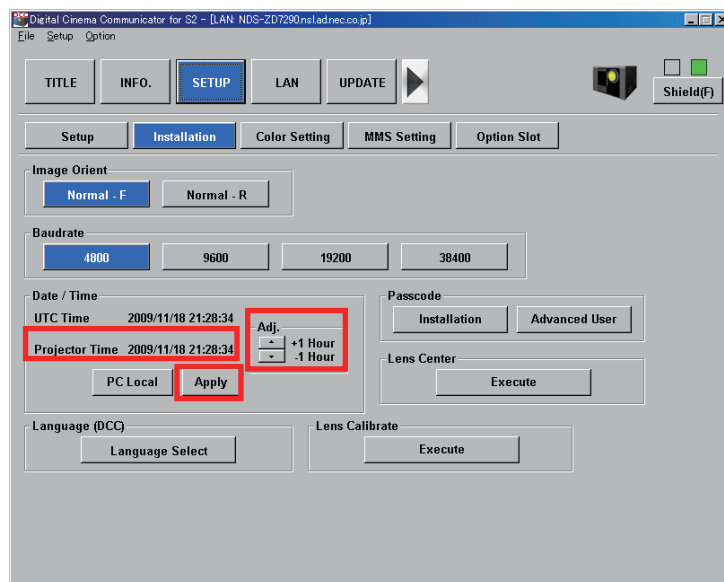 Digital Cinema Communicator for S2 - [LAN: NDS-ZD7290.nsl.ad.nec.co.jp]
File Setup Option
TITLE INFO. SETUP LAN UPDATE
Shield(F)
Setup Installation Color Setting MMS Setting Option Slot
Image Orient
Normal - F Normal - R
Baudrate
4800 9600 19200 38400
Date / Time
UTC Time 2009/11/18 21:28:34
Projector Time 2009/11/18 21:28:34
Adj.
+1 Hour
-1 Hour
PC Local Apply
Passcode
Installation Advanced User
Lens Center
Execute
Language (DCC)
Language Select
Lens Calibrate
Execute